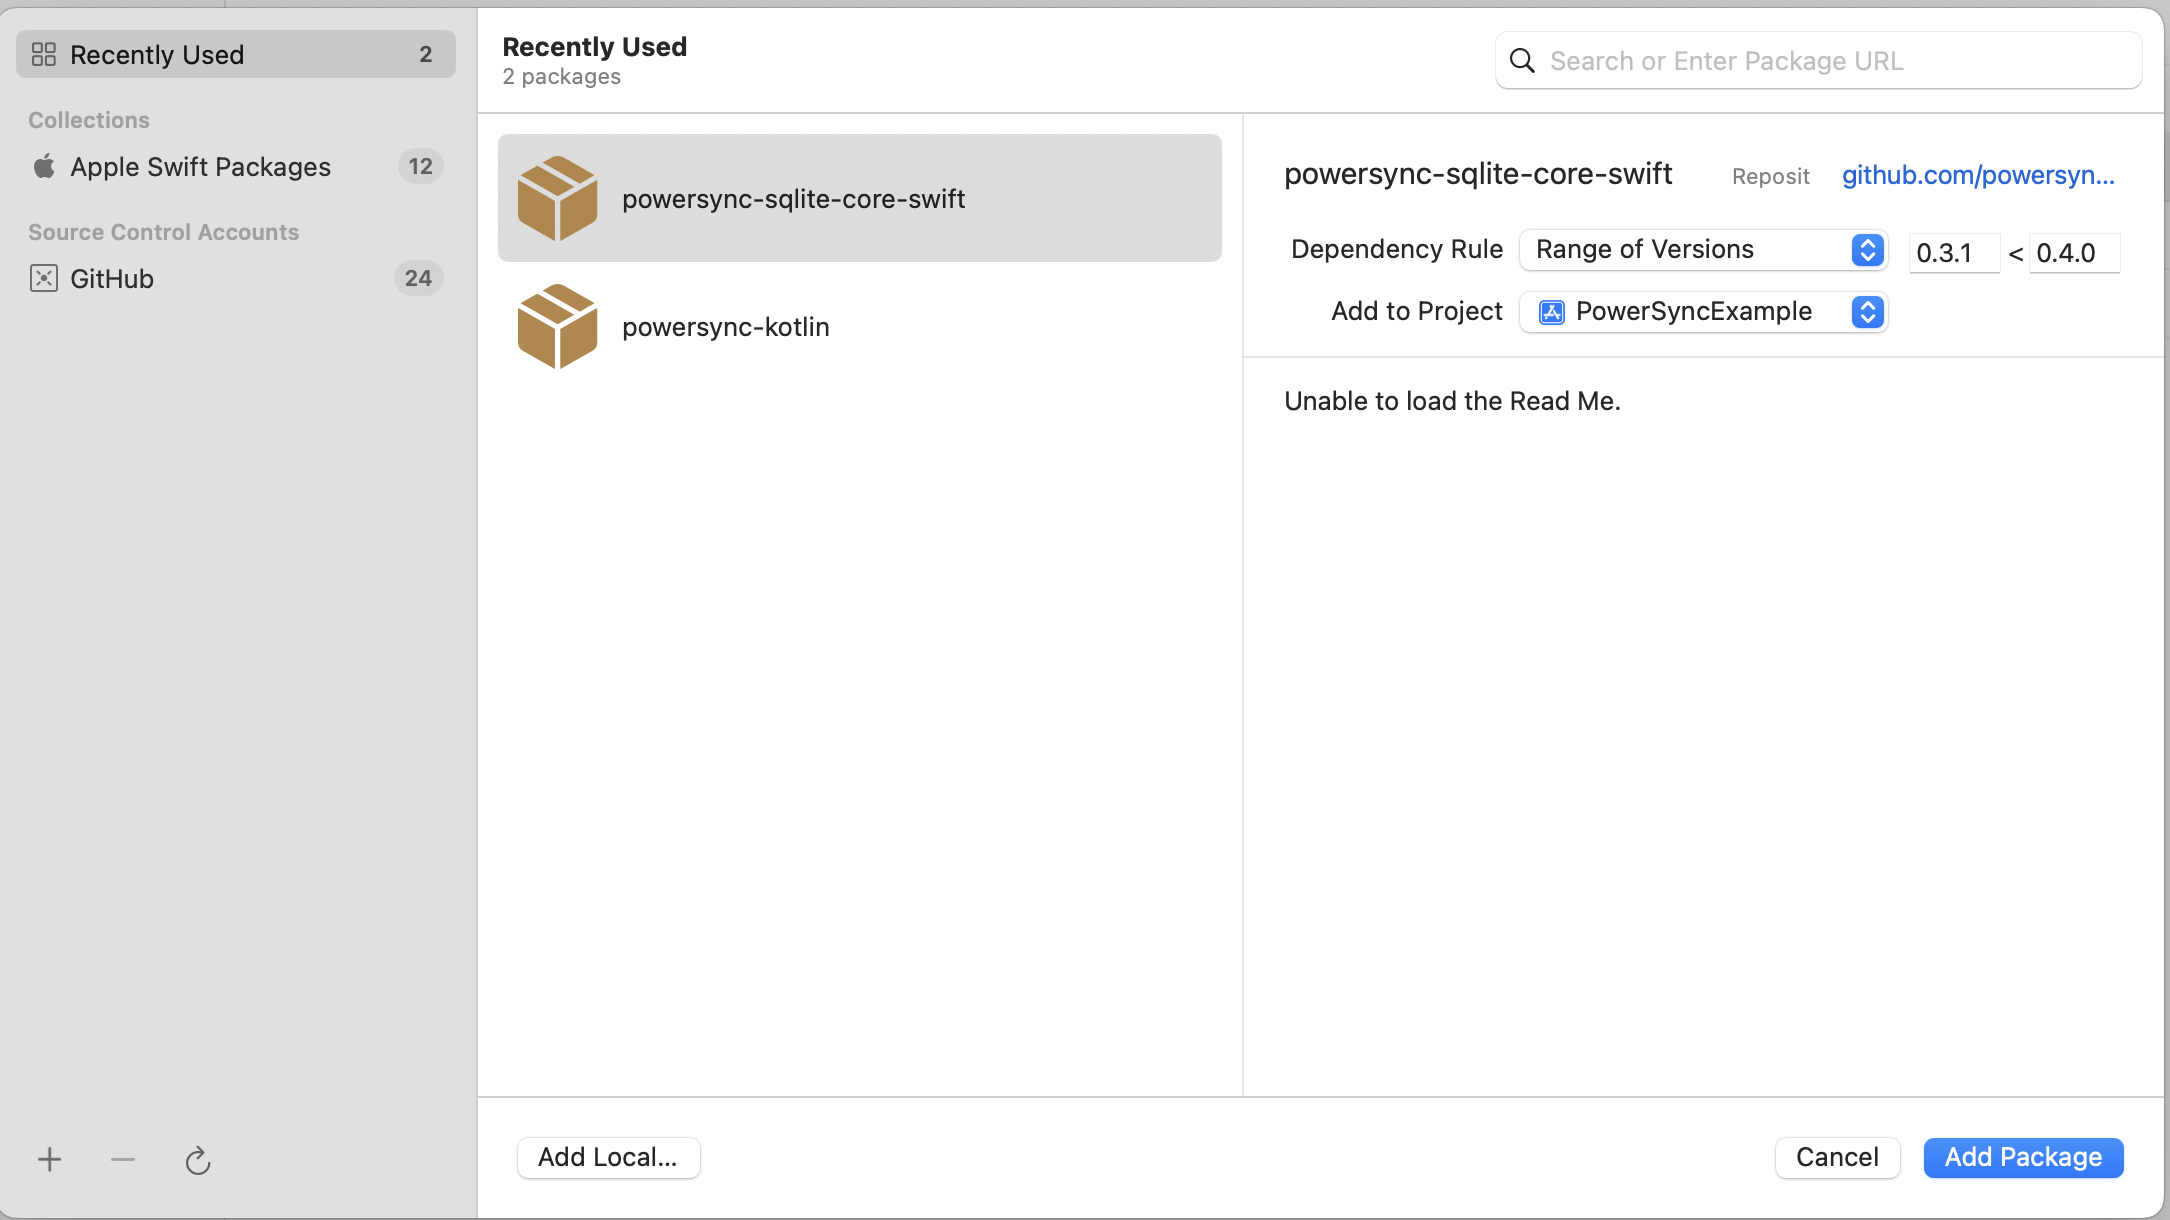 Recently Used 2
Collections
Apple Swift Packages 12
Source Control Accounts
GitHub 24
Recently Used
2 packages
Search or Enter Package URL
powersync-sqlite-core-swift
powersync-kotlin
powersync-sqlite-core-swift Reposit github.com/powersyn...
Dependency Rule Range of Versions 0.3.1 < 0.4.0
Add to Project PowerSyncExample
Unable to load the Read Me.
Add Local...
Cancel
Add Package